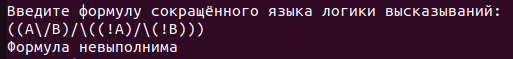 Введите формулу сокращённого языка логики высказываний:
((A\/B)/\((!A)/\(!B)))
Формула невыполнима